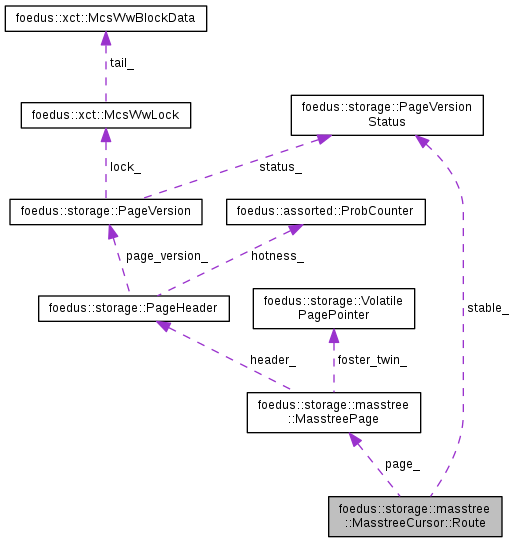 foedus::xct::McsWwBlockData
tail_
foedus::xct::McsWwLock
foedus::storage::PageVersion
Status
lock_
status_
foedus::storage::PageVersion
foedus::assorted::ProbCounter
page_version_
hotness_
foedus::storage::PageHeader
foedus::storage::Volatile
PagePointer
stable_
header_
foster_twin_
foedus::storage::masstree
::MasstreePage
page_
foedus::storage::masstree
::MasstreeCursor::Route